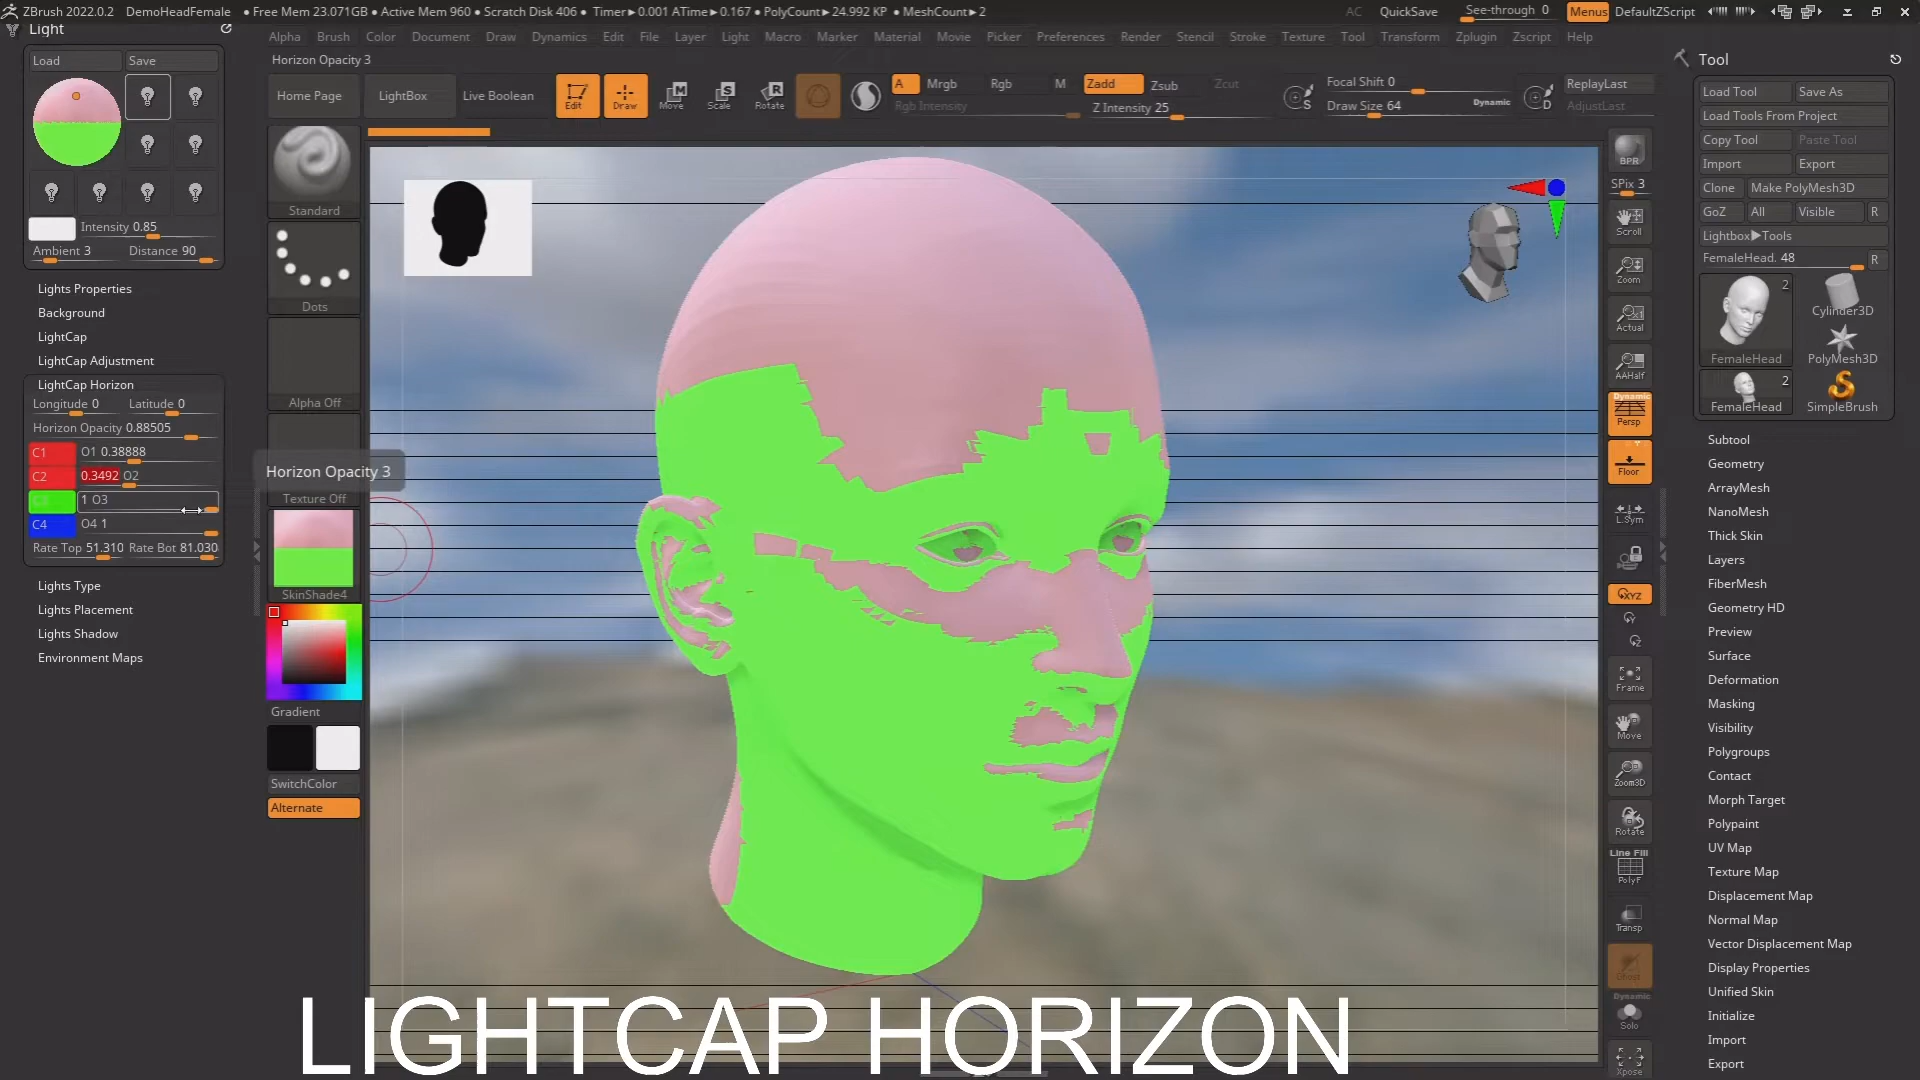 ZBrush 2022.0.2 DemoHeadFemale • Free Mem 23.071GB • Active Mem 960 • Scratch Disk 406 • Timer▶0.001 ATime▶0.167 • PolyCount▶24.992 KP • MeshCount▶2 AC QuickSave See-through 0 Menus DefaultZScript
Light
Alpha Brush Color Document Draw Dynamics Edit File Layer Light Macro Marker Material Movie Picker Preferences Render Stencil Stroke Texture Tool Transform Zplugin Zscript Help
Horizon Opacity 3
Load Save
Home Page LightBox Live Boolean Edit Draw Move Scale Rotate A Mrgb Rgb M Zadd Zsub Zcut Focal Shift 0 ReplayLast
Rgb Intensity Z Intensity 25 S Draw Size 64 Dynamic D AdjustLast
Intensity 0.85
Ambient 3 Distance 90
Lights Properties
Background
LightCap
LightCap Adjustment
LightCap Horizon
Longitude 0 Latitude 0
Horizon Opacity 0.88505
C1 O1 0.38888
C2 0.3492 O2
1 O3
C4 O4 1
Rate Top 51.310 Rate Bot 81.030
Lights Type
Lights Placement
Lights Shadow
Environment Maps
Standard
Dots
Alpha Off
Horizon Opacity 3
Texture Off
SkinShade4
Gradient
SwitchColor
Alternate
BPR
SPix 3
Scroll
Zoom
Actual
AAHalf
Dynamic
Persp
Floor
L.Sym
XYZ
Frame
Move
Zoom3D
Rotate
Line Fill
PolyF
Transp
Ghost
Dynamic
Solo
Xpose
Tool
Load Tool Save As
Load Tools From Project
Copy Tool Paste Tool
Import Export
Clone Make PolyMesh3D
GoZ All Visible R
Lightbox▶Tools
FemaleHead. 48 R
2
Cylinder3D
FemaleHead PolyMesh3D
2
FemaleHead SimpleBrush
Subtool
Geometry
ArrayMesh
NanoMesh
Thick Skin
Layers
FiberMesh
Geometry HD
Preview
Surface
Deformation
Masking
Visibility
Polygroups
Contact
Morph Target
Polypaint
UV Map
Texture Map
Displacement Map
Normal Map
Vector Displacement Map
Display Properties
Unified Skin
Initialize
Import
Export
LIGHTCAP HORIZON